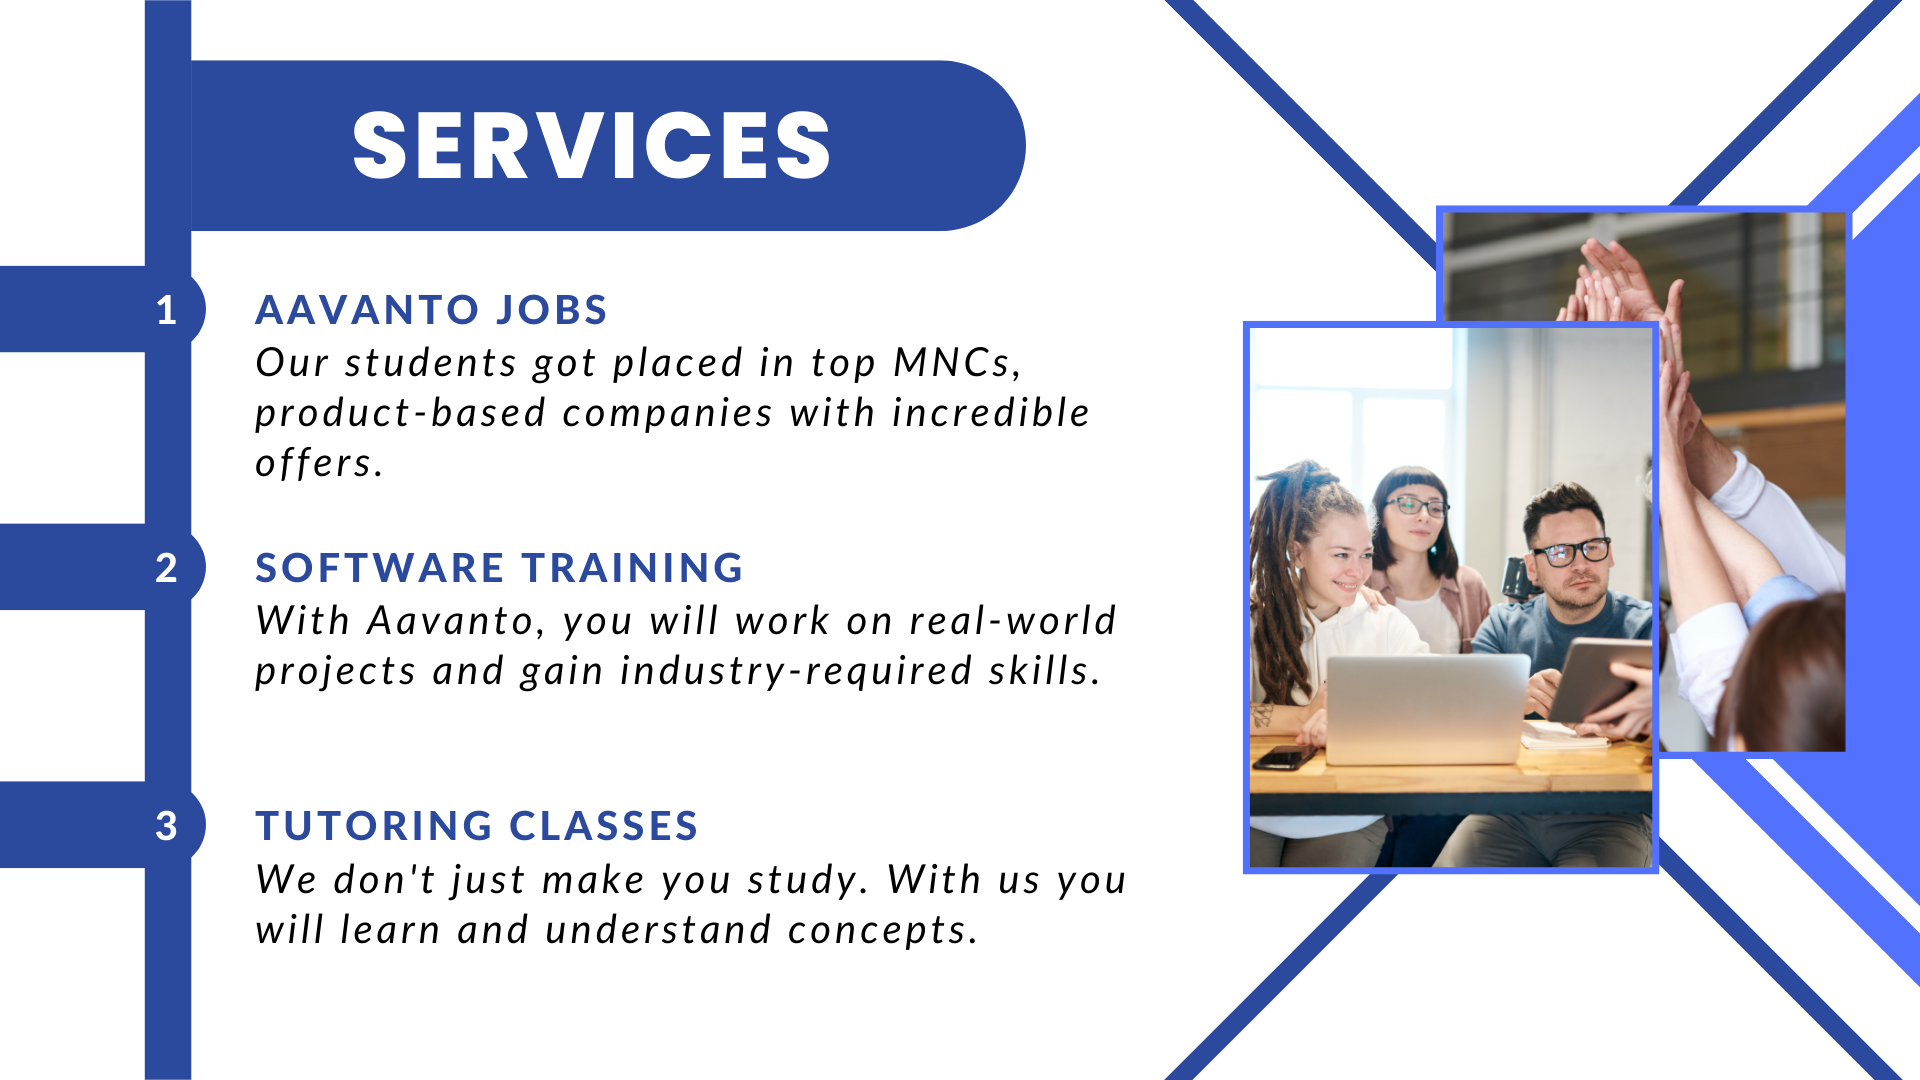 SERVICES
1
AAVANTO JOBS
Our students got placed in top MNCs,
product-based companies with incredible
offers.
2
SOFTWARE TRAINING
With Aavanto, you will work on real-world
projects and gain industry-required skills.
3
TUTORING CLASSES
We don't just make you study. With us you
will learn and understand concepts.